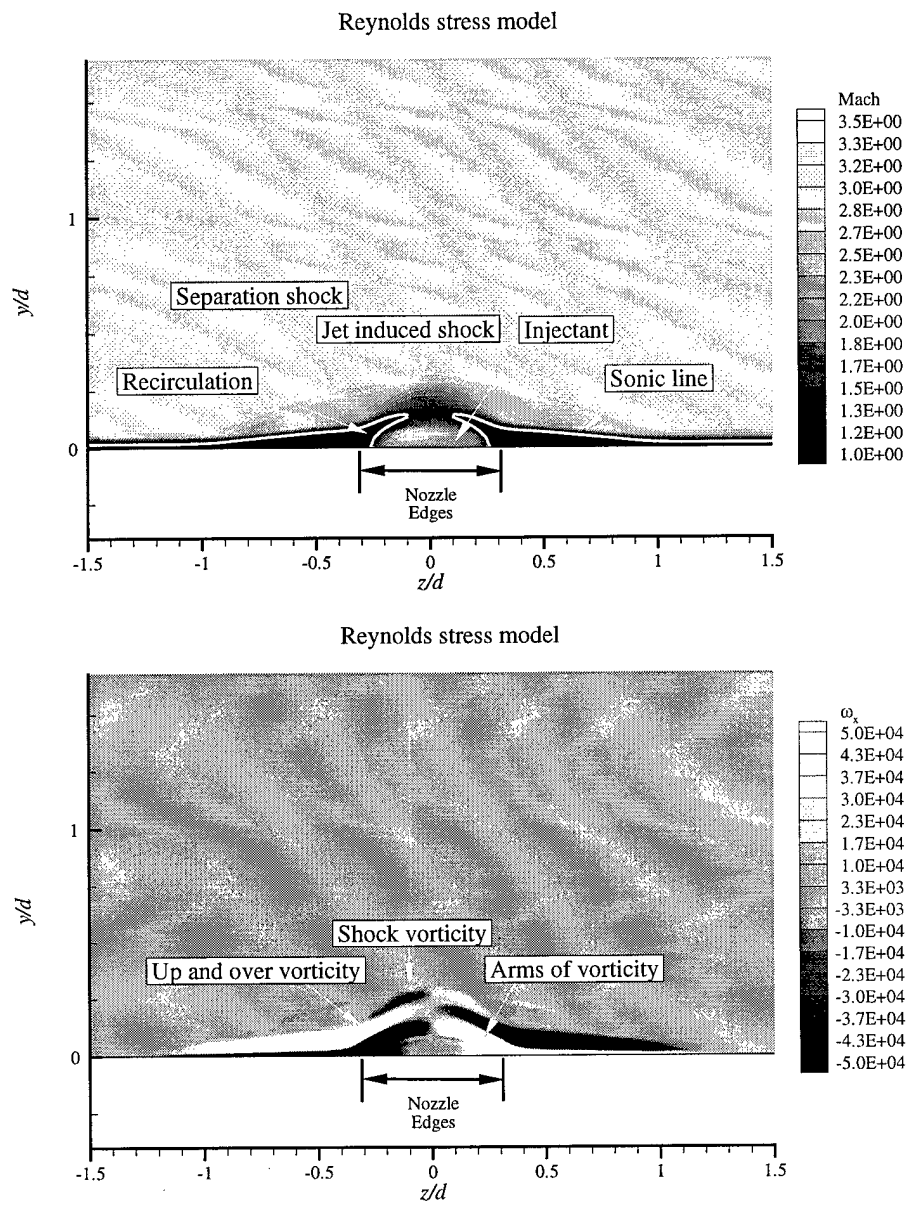 Reynolds stress model
Mach
3.5E+00
3.3E+00
3.2E+00
3.0E+00
2.8E+00
2.7E+00
2.5E+00
2.3E+00
2.2E+00
2.0E+00
1.8E+00
1.7E+00
1.5E+00
1.3E+00
1.2E+00
1.0E+00
y/d
1
0
Separation shock
Jet induced shock
Injectant
Recirculation
Sonic line
Nozzle
Edges
-1.5
-1
-0.5
0
0.5
1
1.5
z/d
Reynolds stress model
ωx
5.0E+04
4.3E+04
3.7E+04
3.0E+04
2.3E+04
1.7E+04
1.0E+04
3.3E+03
-3.3E+03
-1.0E+04
-1.7E+04
-2.3E+04
-3.0E+04
-3.7E+04
-4.3E+04
-5.0E+04
y/d
1
0
Shock vorticity
Up and over vorticity
Arms of vorticity
Nozzle
Edges
-1.5
-1
-0.5
0
0.5
1
1.5
z/d